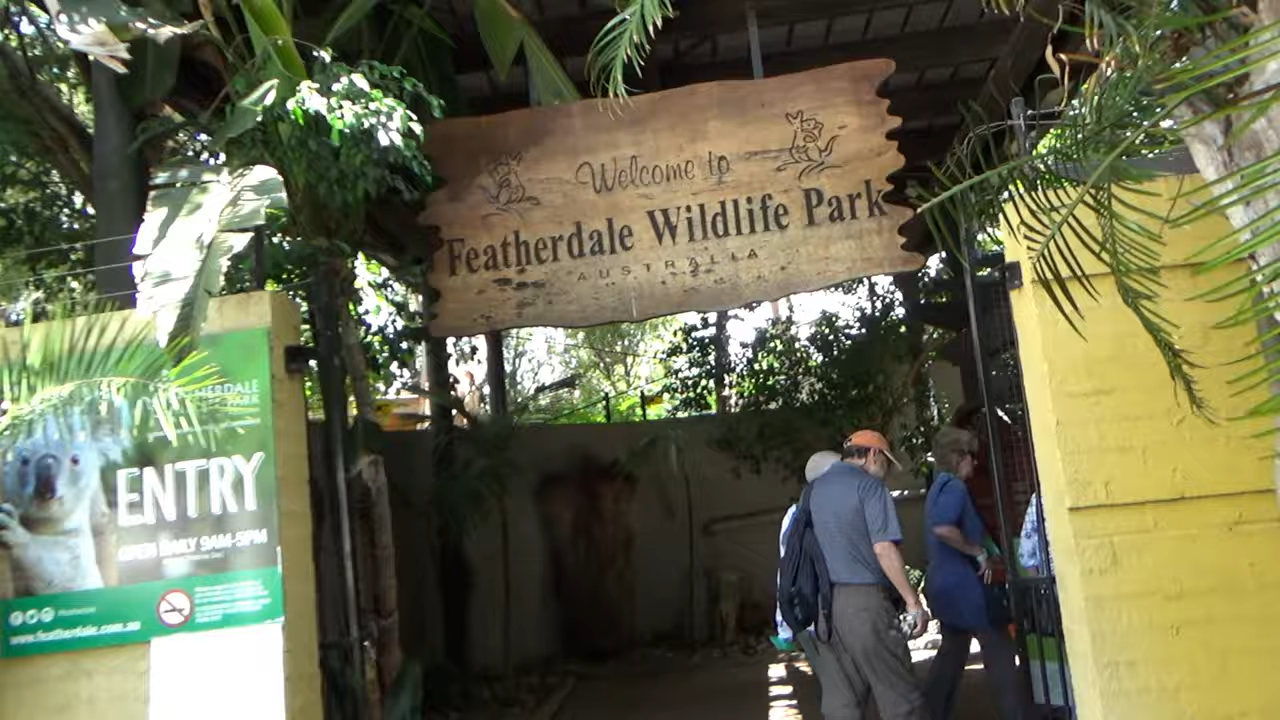 Welcome to
Featherdale Wildlife Park
AUSTRALIA
ENTRY
OPEN DAILY 9AM-5PM
www.featherdale.com.au